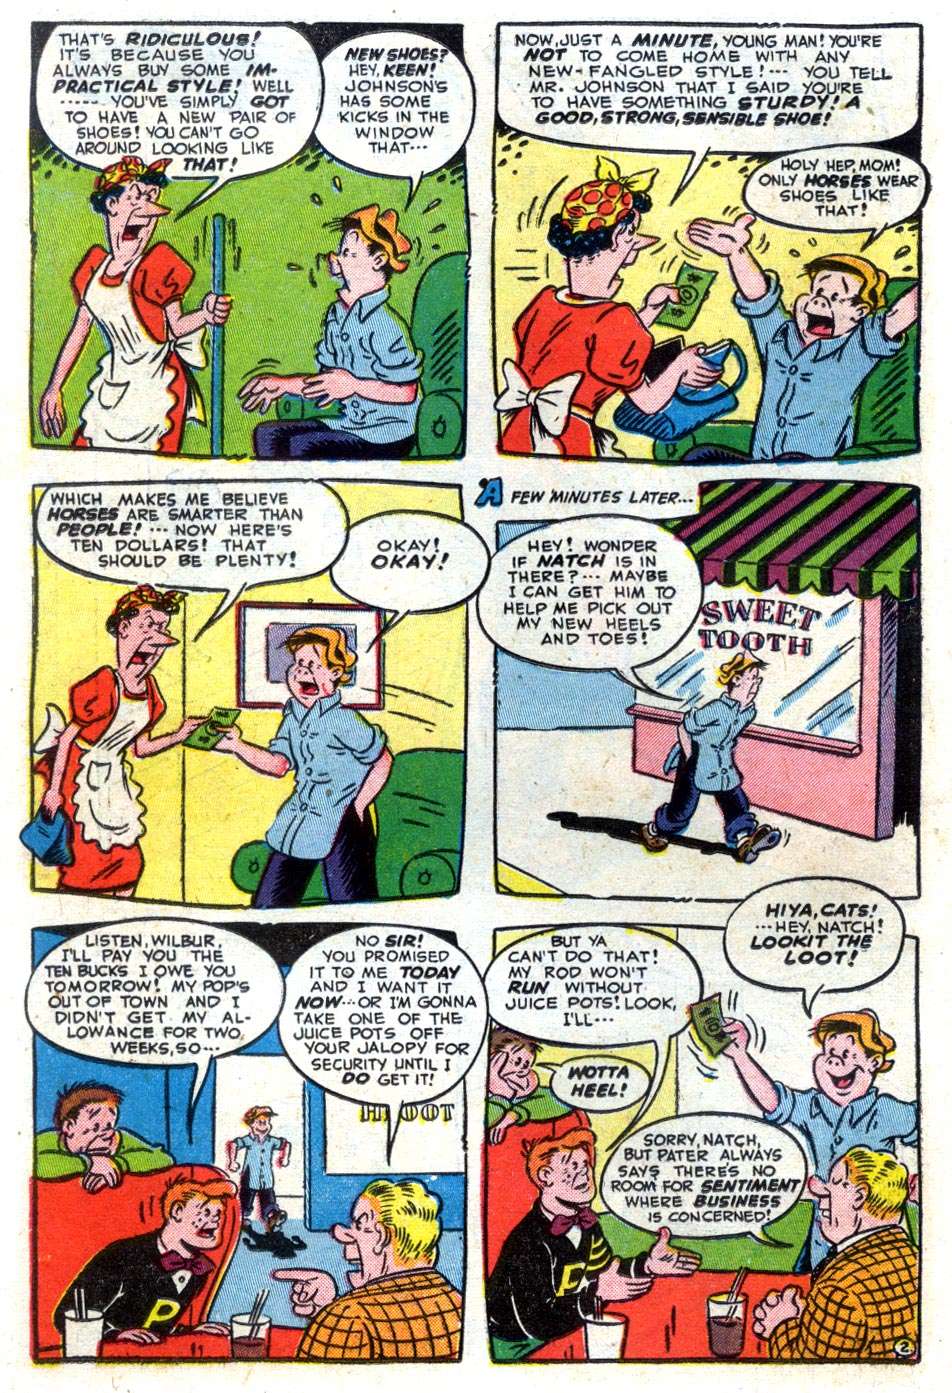 THAT'S RIDICULOUS!
IT'S BECAUSE YOU
ALWAYS BUY SOME IM-
PRACTICAL STYLE! WELL
----- YOU'VE SIMPLY GOT
TO HAVE A NEW PAIR OF
SHOES! YOU CAN'T GO
AROUND LOOKING LIKE
THAT!
NEW SHOES?
HEY, KEEN!
JOHNSON'S
HAS SOME
KICKS IN THE
WINDOW
THAT---
NOW, JUST A MINUTE, YOUNG MAN! YOU'RE
NOT TO COME HOME WITH ANY
NEW-FANGLED STYLE!--- YOU TELL
MR. JOHNSON THAT I SAID YOU'RE
TO HAVE SOMETHING STURDY! A
GOOD, STRONG, SENSIBLE SHOE!
HOLY HEP, MOM!
ONLY HORSES WEAR
SHOES LIKE
THAT!
WHICH MAKES ME BELIEVE
HORSES ARE SMARTER THAN
PEOPLE! --- NOW HERE'S
TEN DOLLARS! THAT
SHOULD BE PLENTY!
OKAY!
OKAY!
A FEW MINUTES LATER...
HEY! WONDER
IF NATCH IS IN
THERE?--- MAYBE
I CAN GET HIM TO
HELP ME PICK OUT
MY NEW HEELS
AND TOES!
SWEET
TOOTH
LISTEN, WILBUR,
I'LL PAY YOU THE
TEN BUCKS I OWE YOU
TOMORROW! MY POP'S
OUT OF TOWN AND I
DIDN'T GET MY AL-
LOWANCE FOR TWO
WEEKS, SO---
NO SIR!
YOU PROMISED
IT TO ME TODAY
AND I WANT IT
NOW---OR I'M GONNA
TAKE ONE OF THE
JUICE POTS OFF
YOUR JALOPY FOR
SECURITY UNTIL I
DO GET IT!
P
BUT YA
CAN'T DO THAT!
MY ROD WON'T
RUN WITHOUT
JUICE POTS! LOOK,
I'LL---
HIYA, CATS!
---HEY, NATCH!
LOOKIT THE
LOOT!
WOTTA
HEEL!
SORRY, NATCH,
BUT PATER ALWAYS
SAYS THERE'S NO
ROOM FOR SENTIMENT
WHERE BUSINESS
IS CONCERNED!
P
2